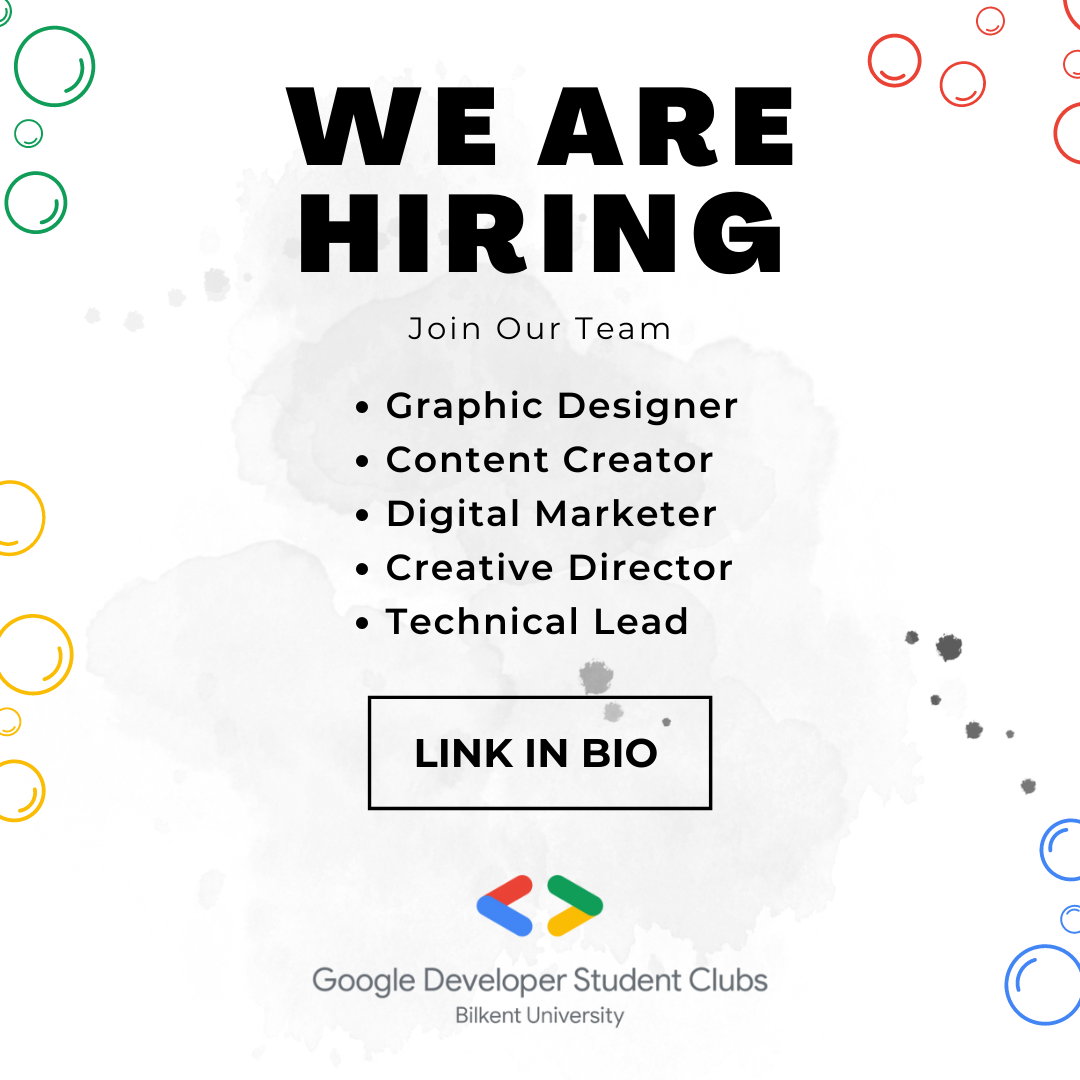 WE ARE
HIRING
Join Our Team
• Graphic Designer
• Content Creator
• Digital Marketer
• Creative Director
• Technical Lead
LINK IN BIO
Google Developer Student Clubs
Bilkent University